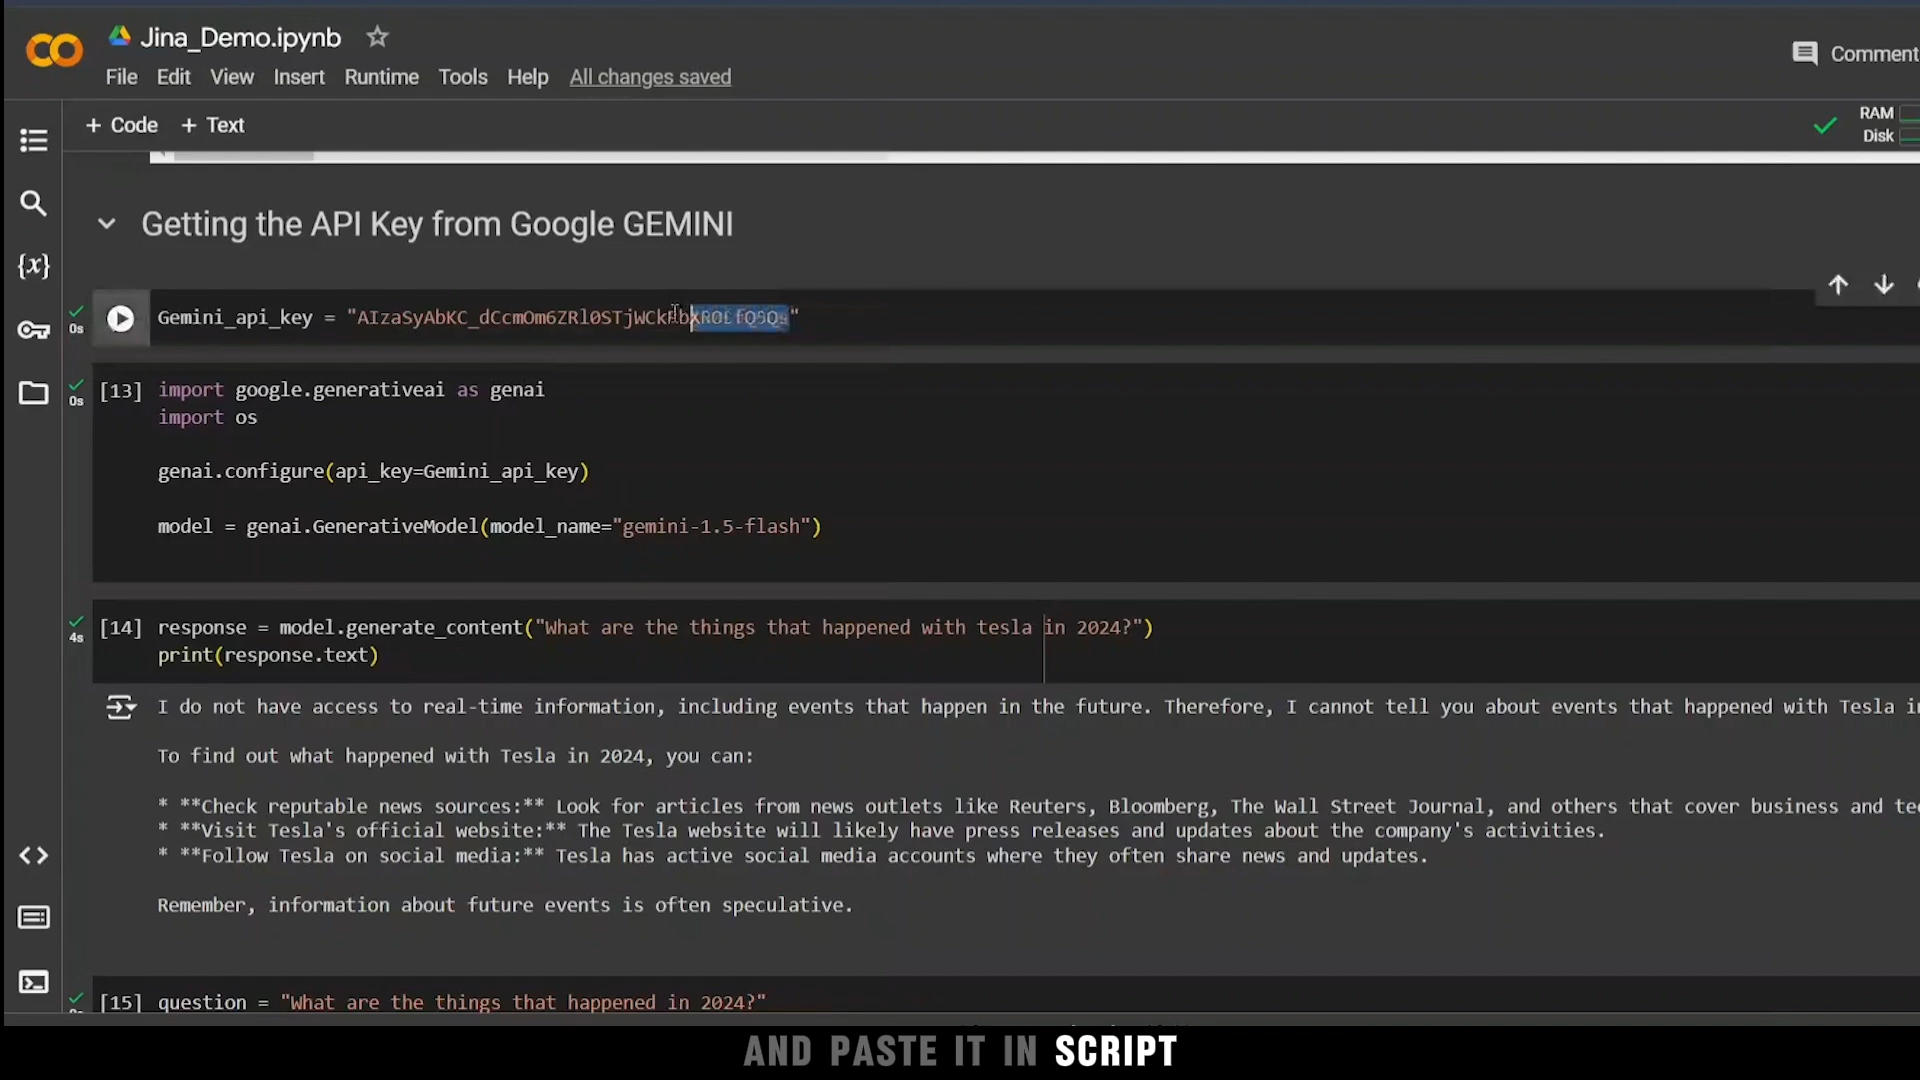 Jina_Demo.ipynb
Comment
File Edit View Insert Runtime Tools Help All changes saved
+ Code + Text
RAM
Disk
Getting the API Key from Google GEMINI
0s
Gemini_api_key = "
"
0s
[13] import google.generativeai as genai
import os
genai.configure(api_key=Gemini_api_key)
model = genai.GenerativeModel(model_name="gemini-1.5-flash")
4s
[14] response = model.generate_content("What are the things that happened with tesla in 2024?")
print(response.text)
I do not have access to real-time information, including events that happen in the future. Therefore, I cannot tell you about events that happened with Tesla
To find out what happened with Tesla in 2024, you can:
* **Check reputable news sources:** Look for articles from news outlets like Reuters, Bloomberg, The Wall Street Journal, and others that cover business and
* **Visit Tesla's official website:** The Tesla website will likely have press releases and updates about the company's activities.
* **Follow Tesla on social media:** Tesla has active social media accounts where they often share news and updates.
Remember, information about future events is often speculative.
[15] question = "What are the things that happened in 2024?"
AND PASTE IT IN SCRIPT